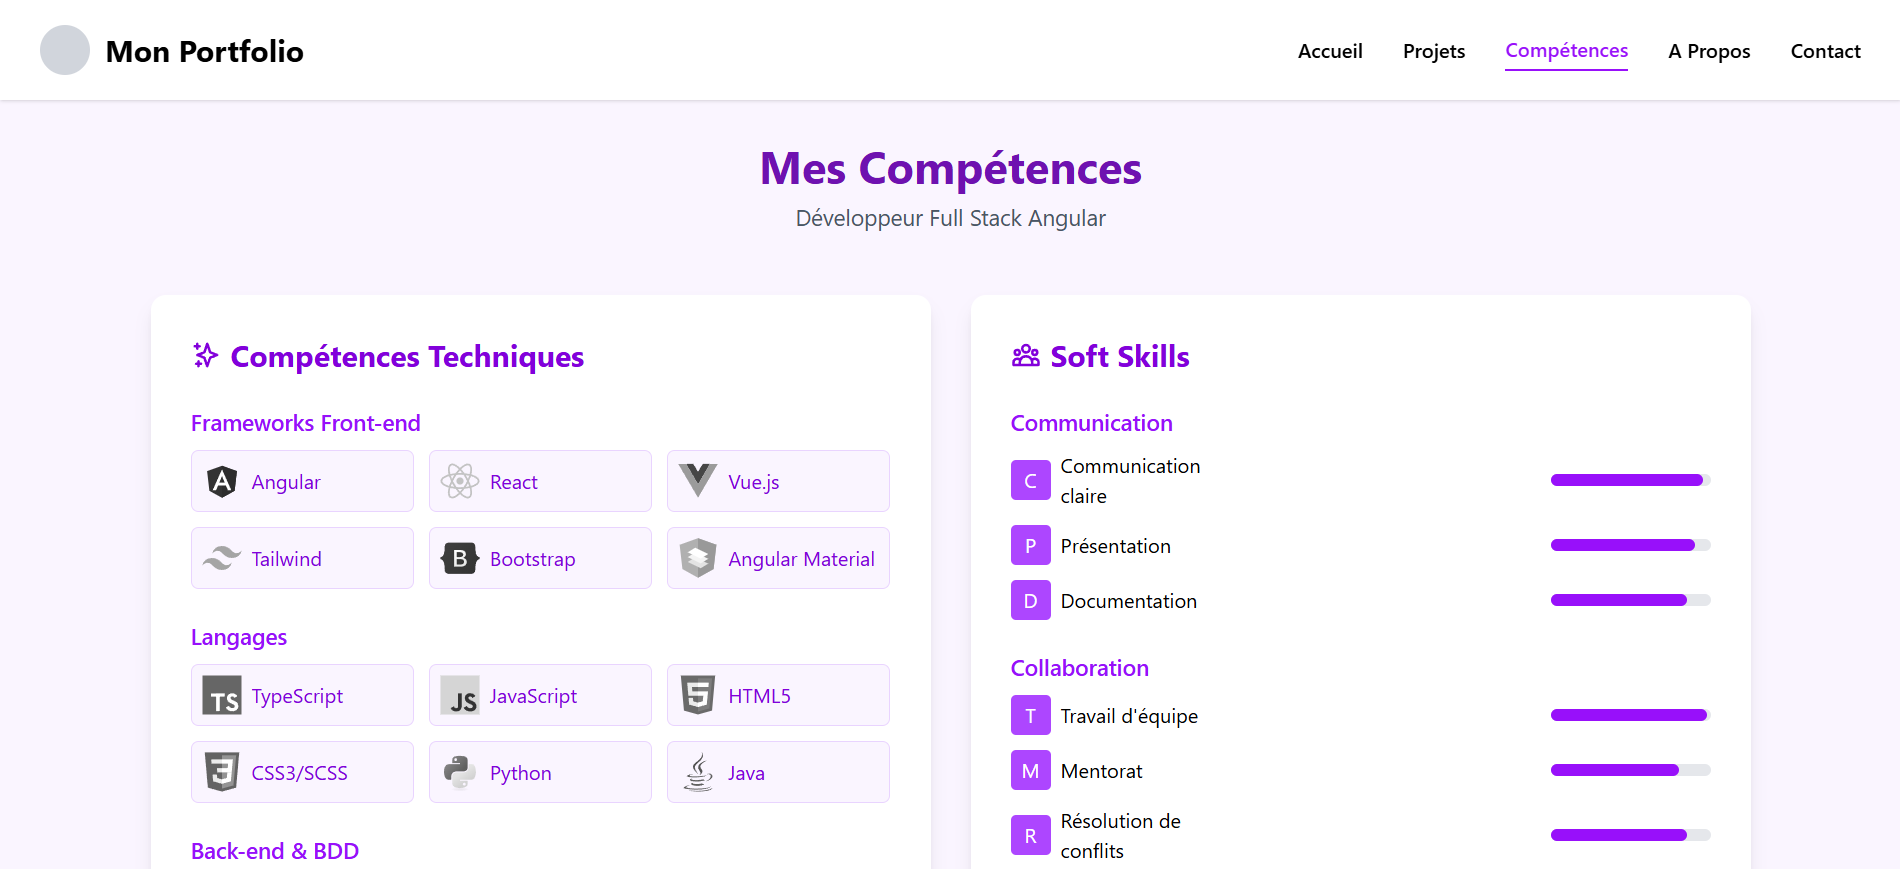 Mon Portfolio
Accueil
Projets
Compétences
A Propos
Contact
Mes Compétences
Développeur Full Stack Angular
Compétences Techniques
Frameworks Front-end
A Angular
React
Vue.js
Tailwind
B Bootstrap
Angular Material
Langages
TS TypeScript
JS JavaScript
5 HTML5
3 CSS3/SCSS
Python
Java
Back-end & BDD
Soft Skills
Communication
C Communication
claire
P Présentation
D Documentation
Collaboration
T Travail d'équipe
M Mentorat
R Résolution de
conflits